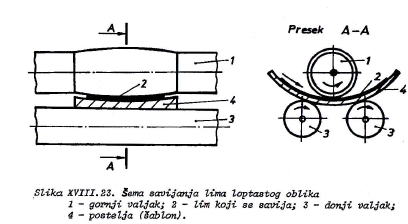 A
Presek A-A
1
2
4
3
A
1
2
4
3
3
Slika XVIII.23. Šema savijanja lima loptastog oblika
1 - gornji valjak; 2 - lim koji se savija; 3 - donji valjak;
4 - postelja (šablon).